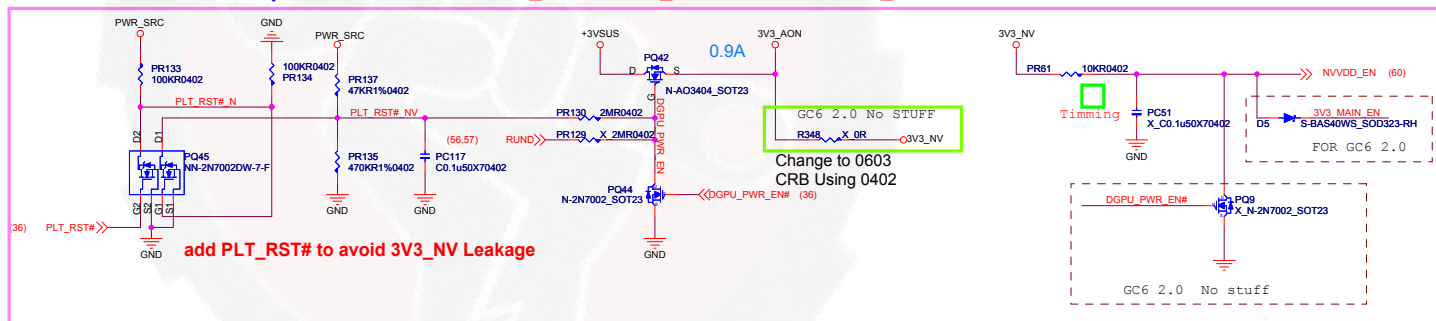 PWR_SRC
GND
PWR_SRC
+3VSUS
3V3_AON
3V3_NV
PR133
100KR0402
100KR0402
PR134
PR137
47KR1%0402
PQ42
0.9A
D
S
G
N-AO3404_SOT23
PR61
10KR0402
NVVDD_EN (60)
Timming
PLT_RST#_N
PLT_RST#_NV
PR130
2MR0402
DGPU_PWR_EN
GC6 2.0 No STUFF
R348
X_0R
3V3_NV
PC51
X_C0.1u50X70402
GND
3V3_MAIN_EN
D5
S-BAS40WS_SOD323-RH
FOR GC6 2.0
D2
D1
PQ45
NN-2N7002DW-7-F
G2
S2
G1
S1
PR135
470KR1%0402
(56,57)
PC117
C0.1u50X70402
RUND
PR129
X_2MR0402
Change to 0603
CRB Using 0402
PQ44
N-2N7002_SOT23
DGPU_PWR_EN# (36)
DGPU_PWR_EN#
PQ9
X_N-2N7002_SOT23
GND
GND
(36) PLT_RST#
GND
add PLT_RST# to avoid 3V3_NV Leakage
GND
GC6 2.0 No stuff